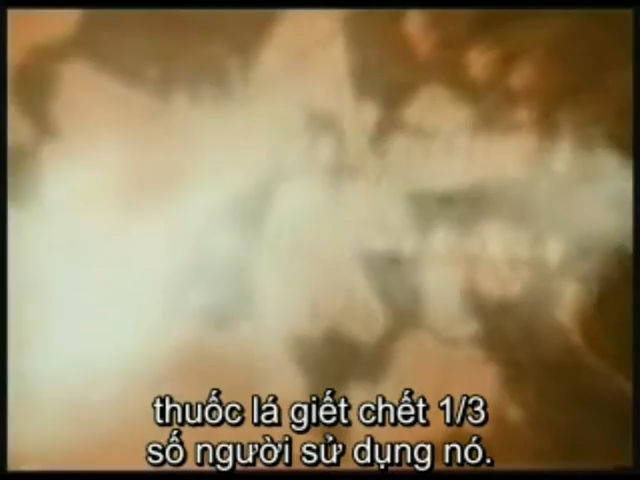 thuốc lá giết chết 1/3
số người sử dụng nó.